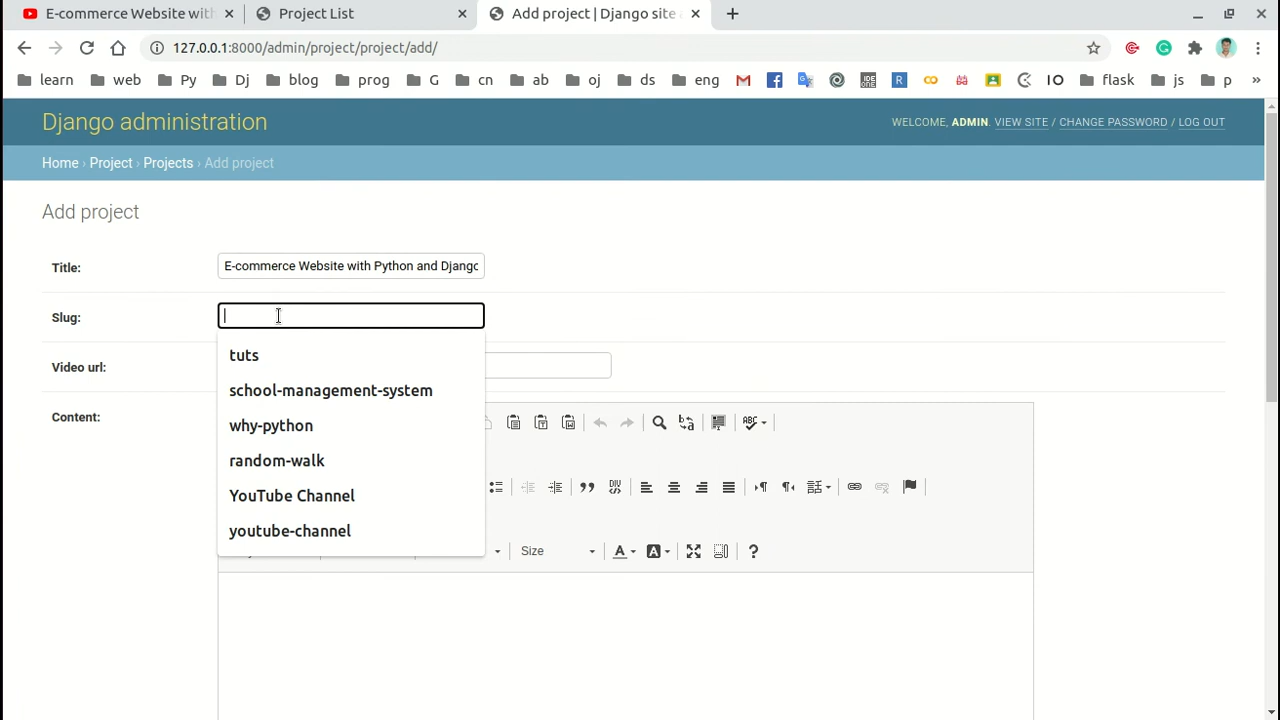 E-commerce Website with
Project List
Add project | Django site
127.0.0.1:8000/admin/project/project/add/
learn web Py Dj blog prog G cn ab oj ds eng flask js p »
Django administration
WELCOME, ADMIN. VIEW SITE / CHANGE PASSWORD / LOG OUT
Home › Project › Projects › Add project
Add project
Title: E-commerce Website with Python and Django
Slug:
tuts
Video url:
school-management-system
Content:
why-python
random-walk
YouTube Channel
youtube-channel
Size A A ?